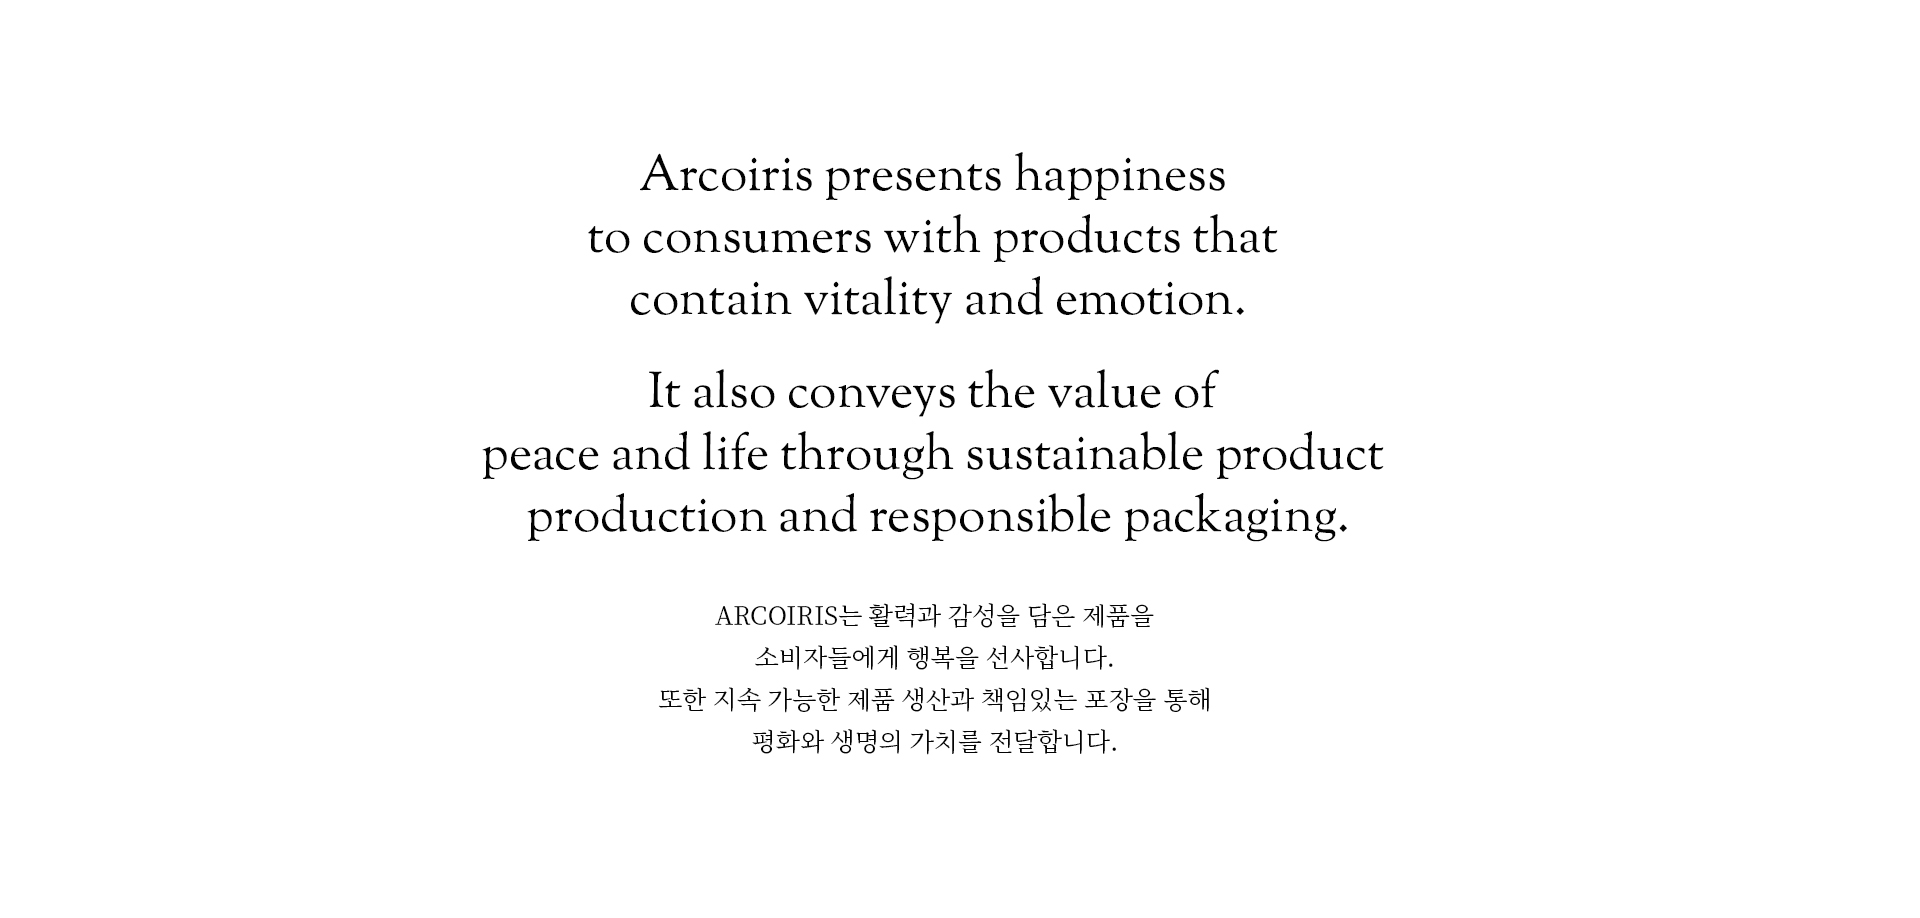 Arcoiris presents happiness
to consumers with products that
contain vitality and emotion.
It also conveys the value of
peace and life through sustainable product
production and responsible packaging.
ARCOIRIS는 활력과 감성을 담은 제품을
소비자들에게 행복을 선사합니다.
또한 지속 가능한 제품 생산과 책임있는 포장을 통해
평화와 생명의 가치를 전달합니다.